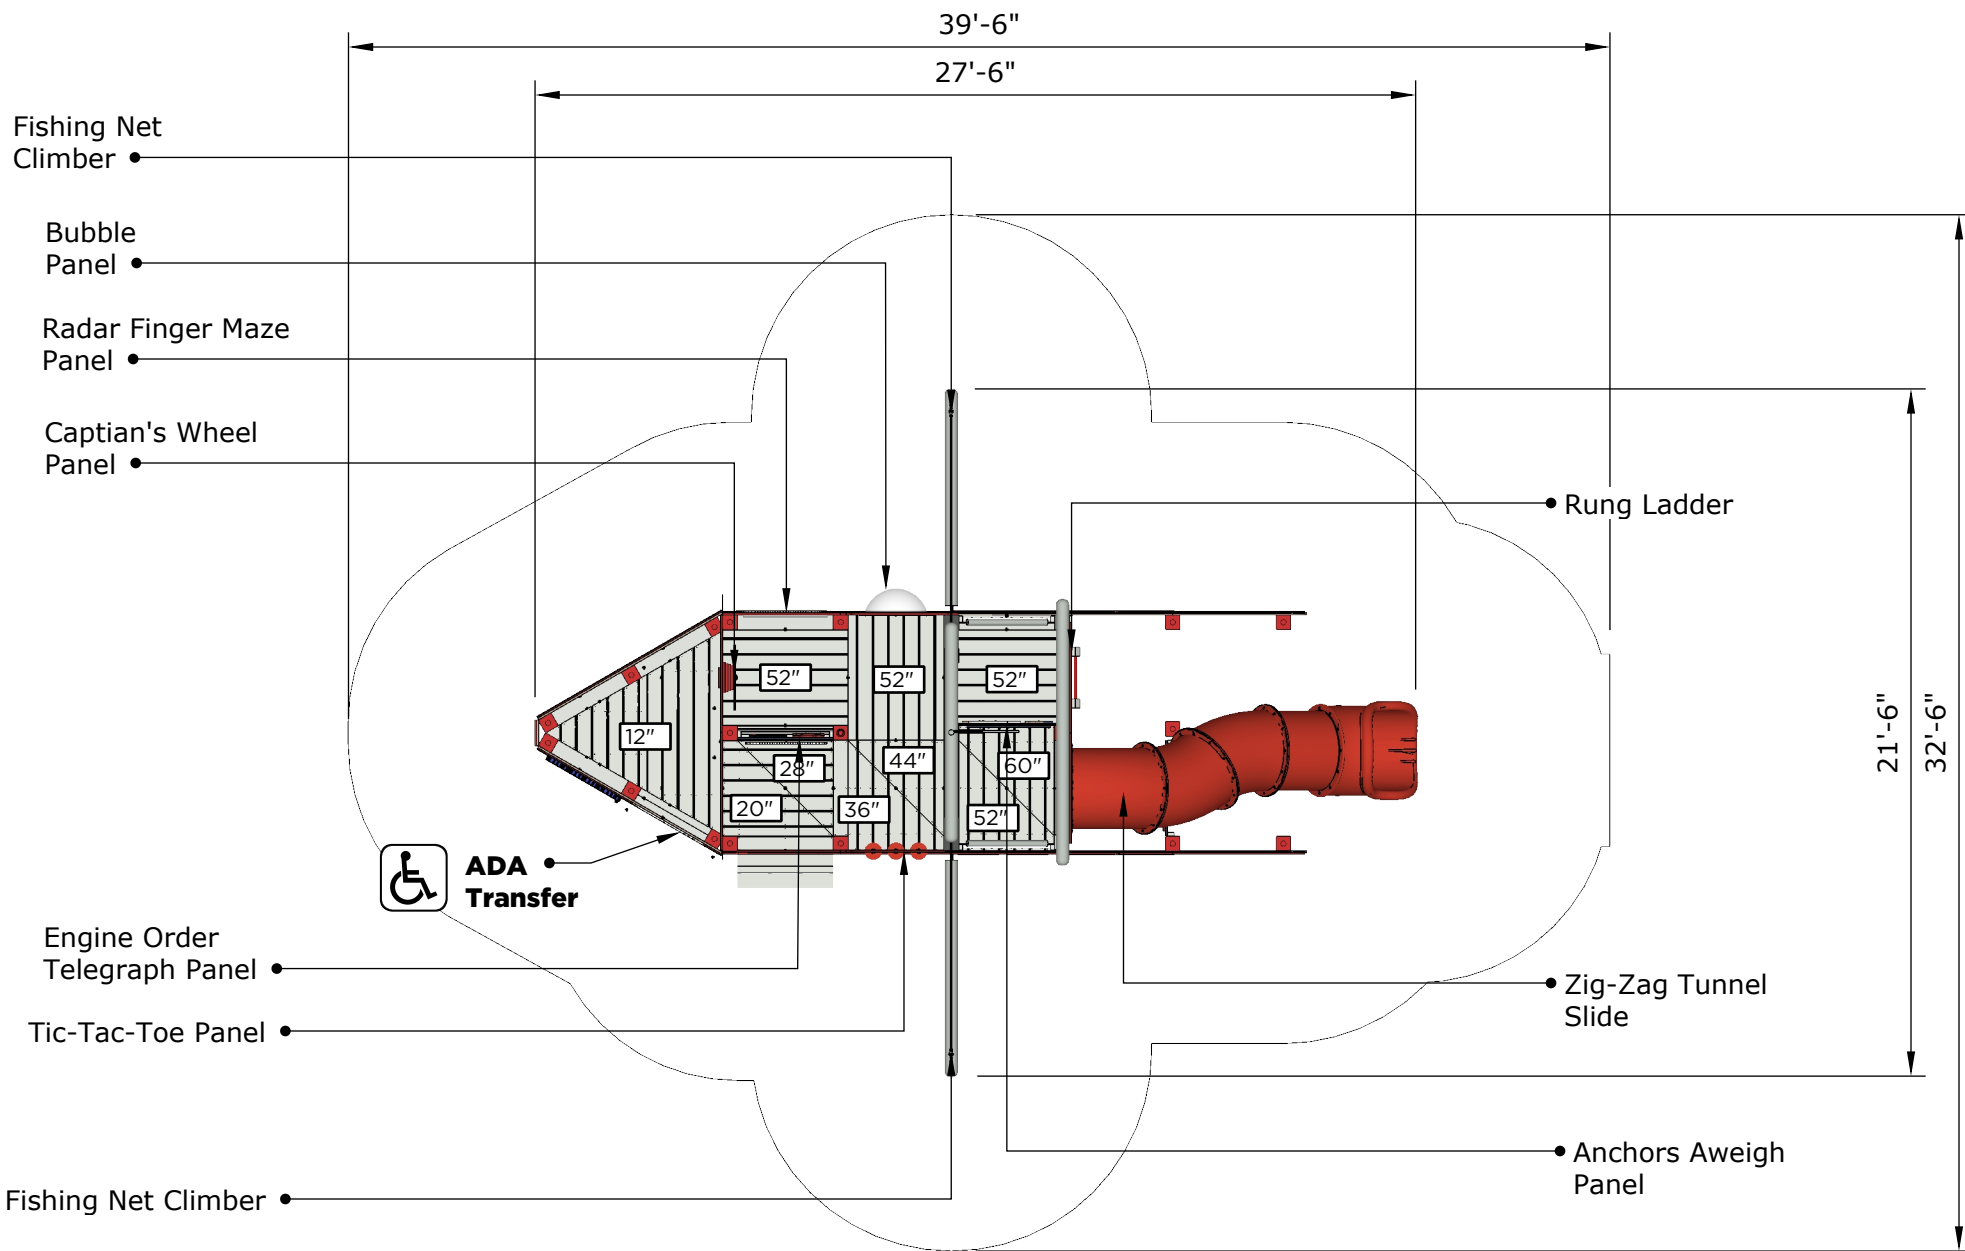 39'-6"
27'-6"
Fishing Net
Climber
Bubble
Panel
Radar Finger Maze
Panel
Captian's Wheel
Panel
Rung Ladder
52"
52"
52"
12"
28"
44"
60"
20"
36"
52"
21'-6"
32'-6"
ADA
Transfer
Engine Order
Telegraph Panel
Zig-Zag Tunnel
Slide
Tic-Tac-Toe Panel
Anchors Aweigh
Panel
Fishing Net Climber